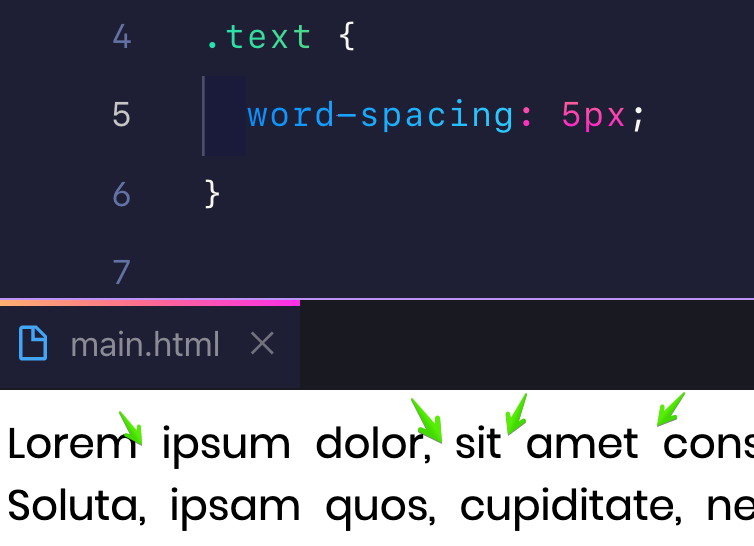 4 .text {
5 word-spacing: 5px;
6 }
7
main.html
Lorem ipsum dolor, sit amet cons
Soluta, ipsam quos, cupiditate, ne